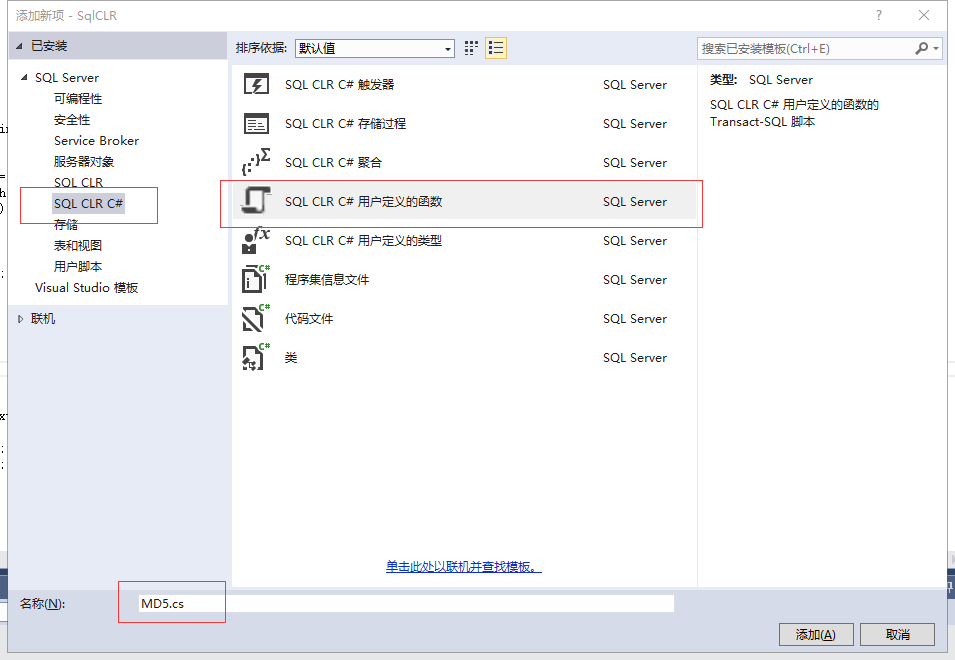 添加新项 - SqlCLR
?
已安装
排序依据: 默认值
搜索已安装模板(Ctrl+E)
SQL Server
可编程性
安全性
Service Broker
服务器对象
SQL CLR
SQL CLR C#
存储
表和视图
用户脚本
Visual Studio 模板
联机
SQL CLR C# 触发器 SQL Server
SQL CLR C# 存储过程 SQL Server
SQL CLR C# 聚合 SQL Server
SQL CLR C# 用户定义的函数 SQL Server
SQL CLR C# 用户定义的类型 SQL Server
程序集信息文件 SQL Server
代码文件 SQL Server
类 SQL Server
单击此处以联机并查找模板。
类型: SQL Server
SQL CLR C# 用户定义的函数的
Transact-SQL 脚本
名称(N): MD5.cs
添加(A) 取消